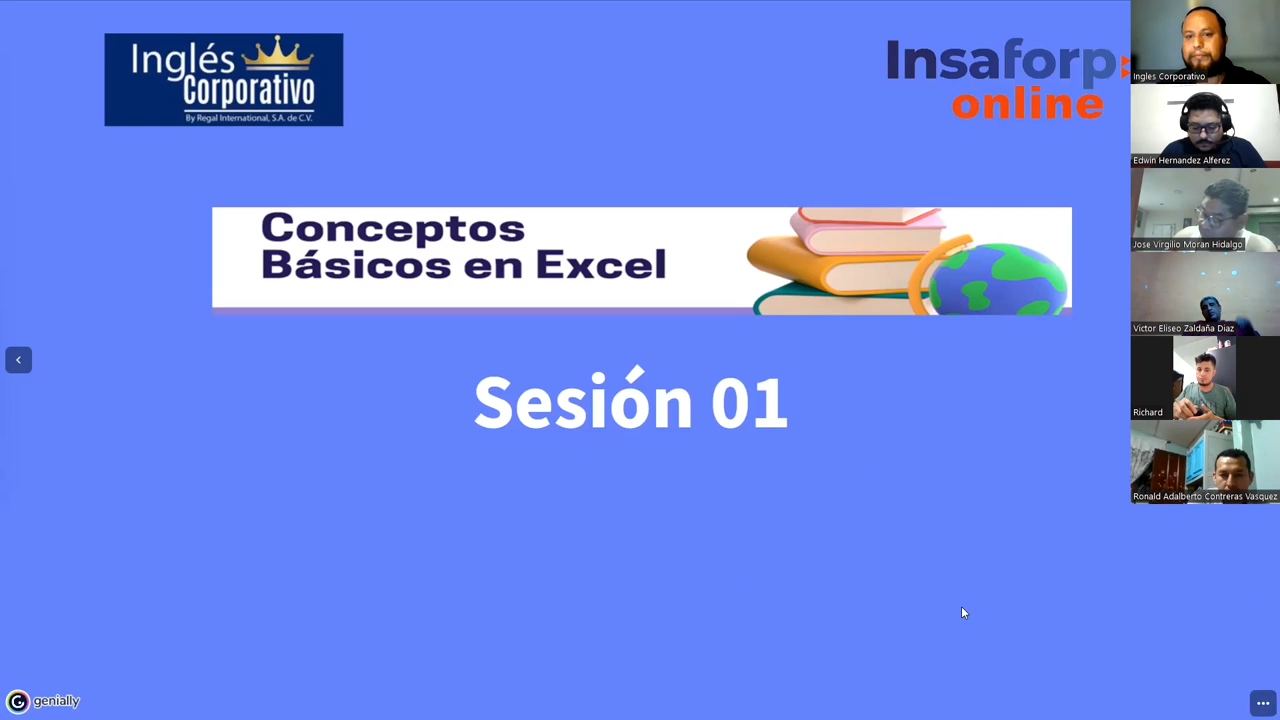 Inglés
Corporativo
By Regal International, S.A. de C.V.
Insaforp
online
Conceptos
Básicos en Excel
Sesión 01
Ingles Corporativo
Edwin Hernandez Alferez
Jose Virgilio Moran Hidalgo
Victor Eliseo Zaldaña Diaz
Richard
Ronald Adalberto Contreras Vasquez
genially